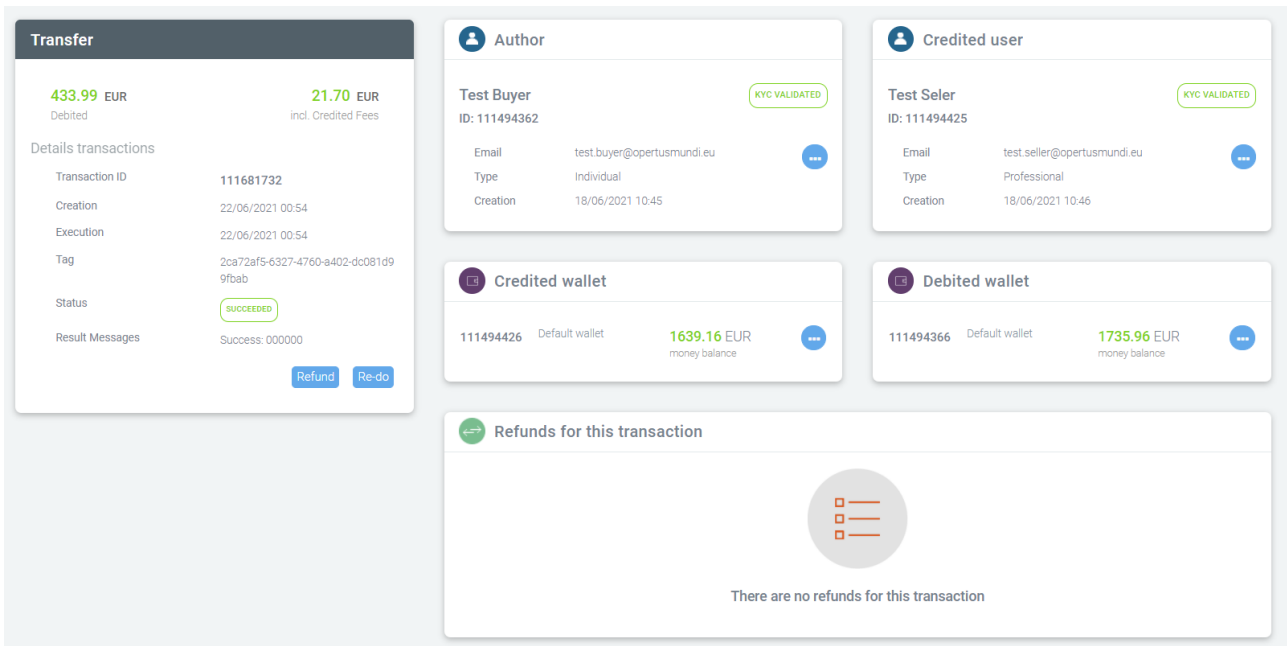 Transfer
433.99 EUR
Debited
21.70 EUR
incl. Credited Fees
Details transactions
Transaction ID 111681732
Creation 22/06/2021 00:54
Execution 22/06/2021 00:54
Tag 2ca72af5-6327-4760-a402-dc081d9
9fbab
Status SUCCEEDED
Result Messages Success: 000000
Refund Re-do
Author
Test Buyer KYC VALIDATED
ID: 111494362
Email test.buyer@opertusmundi.eu
Type Individual
Creation 18/06/2021 10:45
Credited user
Test Seler KYC VALIDATED
ID: 111494425
Email test.seller@opertusmundi.eu
Type Professional
Creation 18/06/2021 10:46
Credited wallet
111494426 Default wallet 1639.16 EUR
money balance
Debited wallet
111494366 Default wallet 1735.96 EUR
money balance
Refunds for this transaction
There are no refunds for this transaction